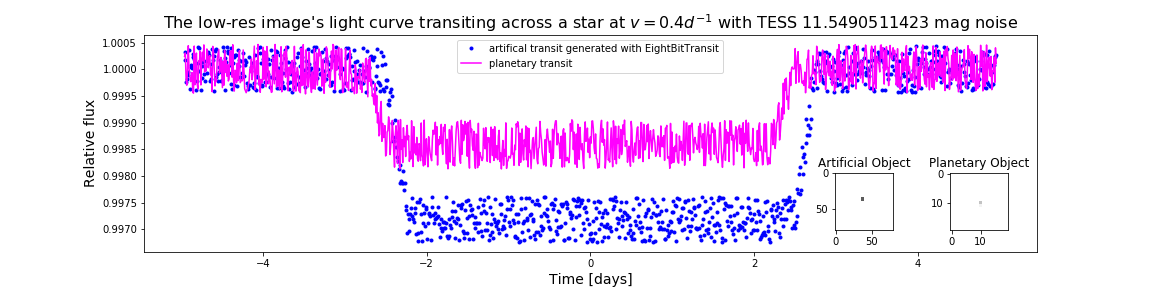 The low-res image's light curve transiting across a star at v = 0.4d⁻¹ with TESS 11.5490511423 mag noise
artifical transit generated with EightBitTransit
planetary transit
Relative flux
1.0005
1.0000
0.9995
0.9990
0.9985
0.9980
0.9975
0.9970
Artificial Object
0
50
0 50
Planetary Object
0
10
0 10
−4 −2 0 2 4
Time [days]